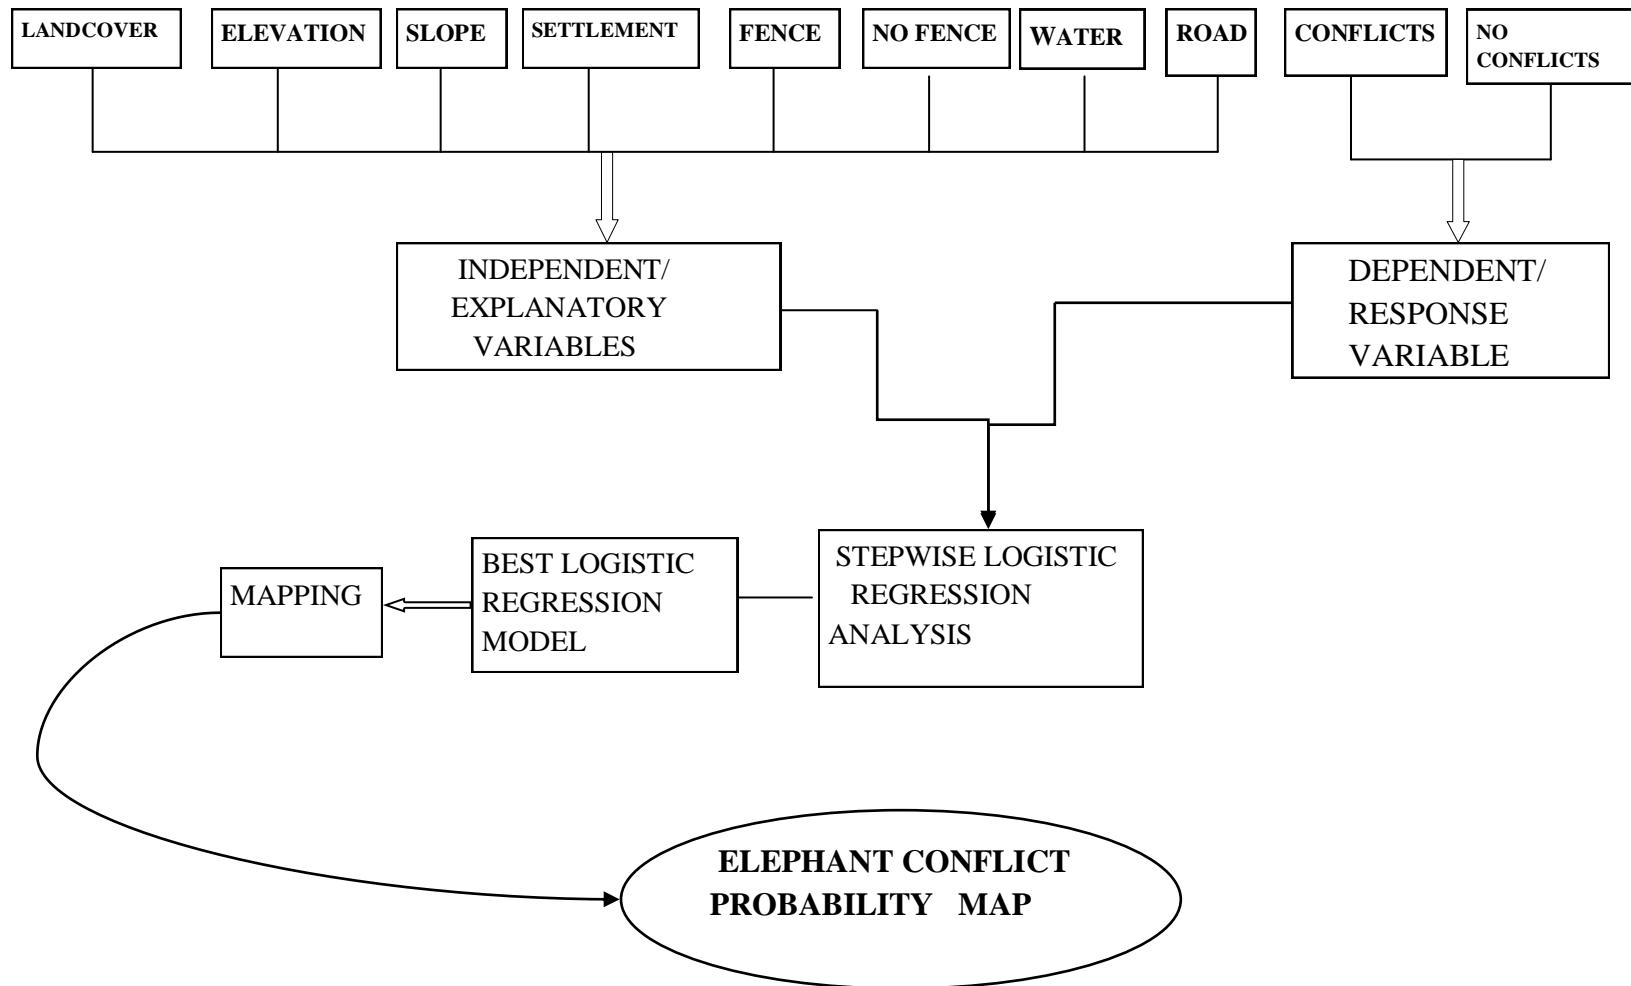 LANDCOVER
ELEVATION
SLOPE
SETTLEMENT
FENCE
NO FENCE
WATER
ROAD
CONFLICTS
NO
CONFLICTS
INDEPENDENT/
EXPLANATORY
VARIABLES
DEPENDENT/
RESPONSE
VARIABLE
STEPWISE LOGISTIC
REGRESSION
ANALYSIS
BEST LOGISTIC
REGRESSION
MODEL
MAPPING
ELEPHANT CONFLICT
PROBABILITY MAP